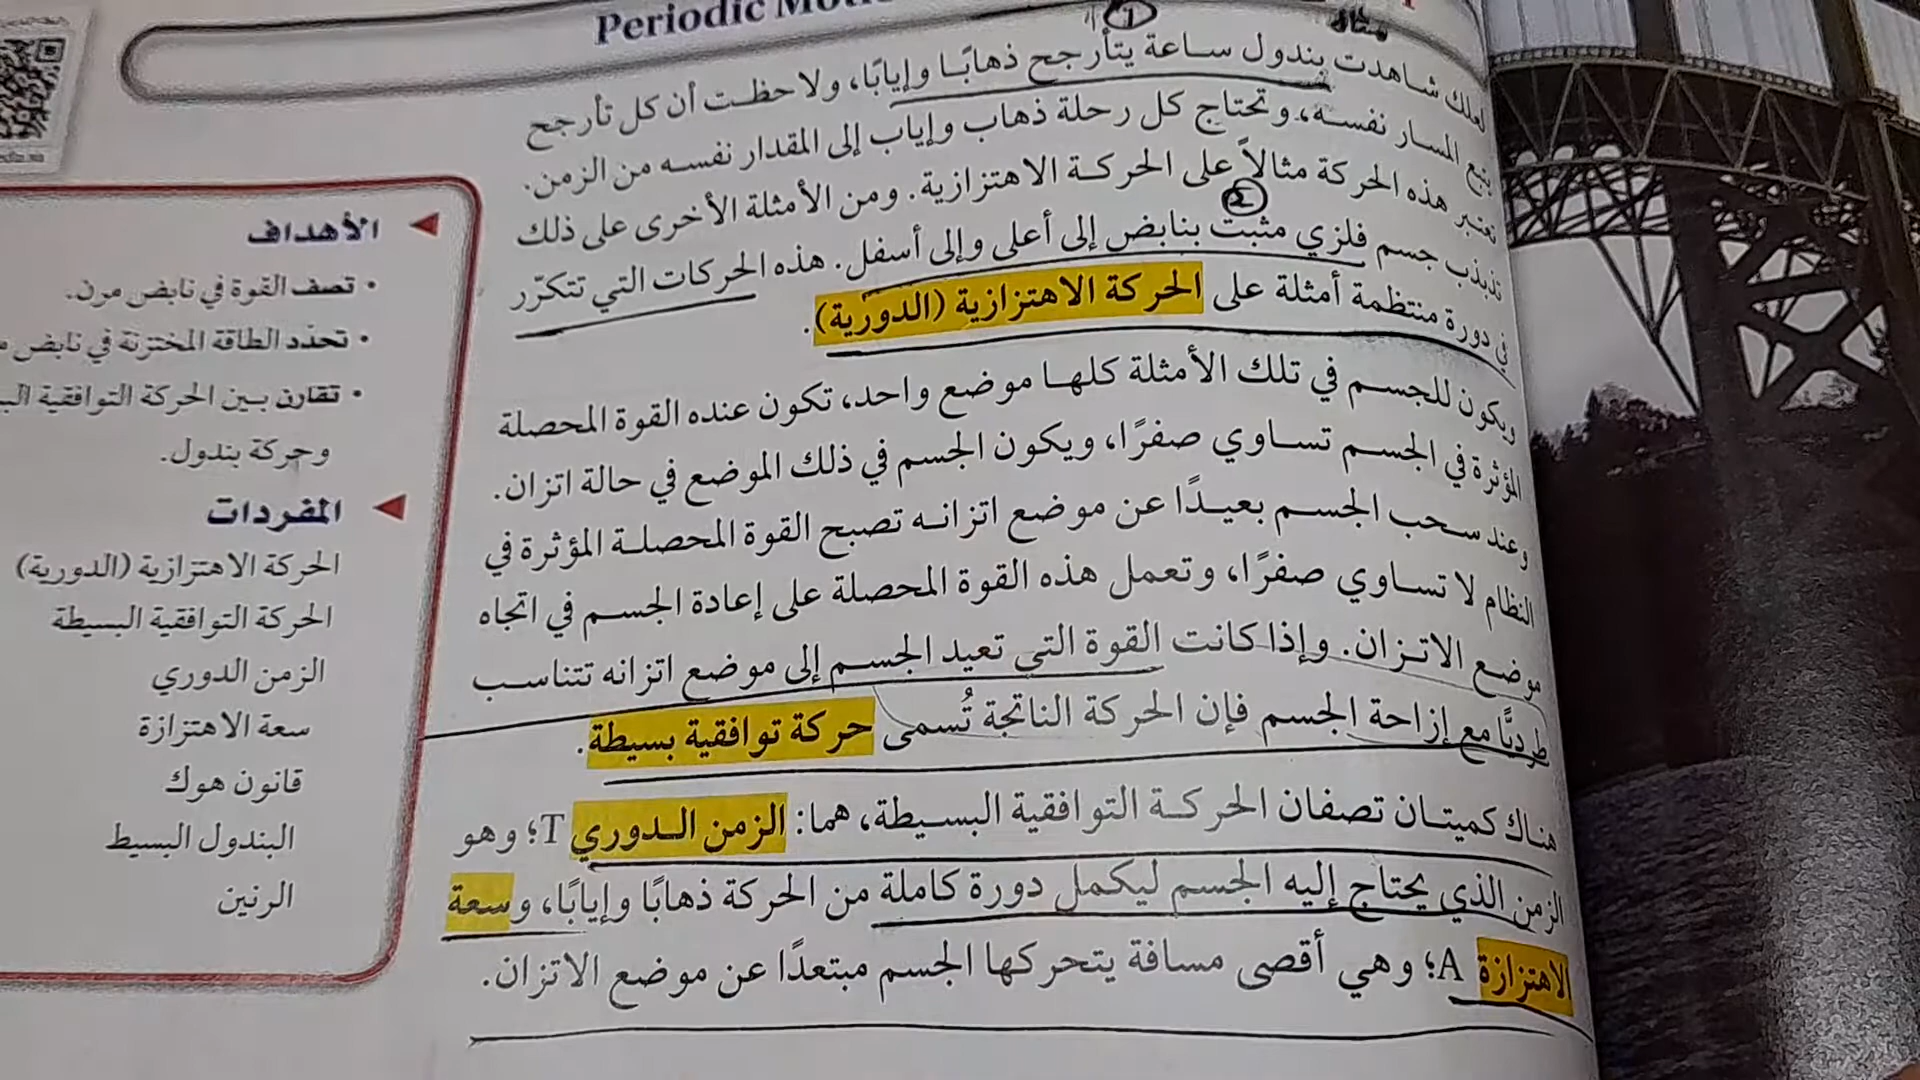 Periodic
مثال
1
لعلك شاهدت بندول ساعة يتأرجح ذهابًا وإيابًا، ولاحظت أن كل تأرجح
يتبع المسار نفسه، وتحتاج كل رحلة ذهاب وإياب إلى المقدار نفسه من الزمن.
تعتبر هذه الحركة مثالاً على الحركة الاهتزازية. ومن الأمثلة الأخرى على ذلك
2
تذبذب جسم فلزي مثبت بنابض إلى أعلى وإلى أسفل. هذه الحركات التي تتكرّر
في دورة منتظمة أمثلة على الحركة الاهتزازية (الدورية).
ويكون للجسم في تلك الأمثلة كلها موضع واحد، تكون عنده القوة المحصلة
المؤثرة في الجسم تساوي صفرًا، ويكون الجسم في ذلك الموضع في حالة اتزان.
وعند سحب الجسم بعيدًا عن موضع اتزانه تصبح القوة المحصلة المؤثرة في
النظام لا تساوي صفرًا، وتعمل هذه القوة المحصلة على إعادة الجسم في اتجاه
موضع الاتزان. وإذا كانت القوة التي تعيد الجسم إلى موضع اتزانه تتناسب
طرديًّا مع إزاحة الجسم فإن الحركة الناتجة تُسمى حركة توافقية بسيطة.
هناك كميتان تصفان الحركة التوافقية البسيطة، هما: الزمن الدوري T؛ وهو
الزمن الذي يحتاج إليه الجسم ليكمل دورة كاملة من الحركة ذهابًا وإيابًا، وسعة
الاهتزازة A؛ وهي أقصى مسافة يتحركها الجسم مبتعدًا عن موضع الاتزان.
الأهداف
• تصف القوة في نابض مرن.
• تحدّد الطاقة المختزنة في نابض
• تقارن بين الحركة التوافقية
وحركة بندول.
المفردات
الحركة الاهتزازية (الدورية)
الحركة التوافقية البسيطة
الزمن الدوري
سعة الاهتزازة
قانون هوك
البندول البسيط
الرنين